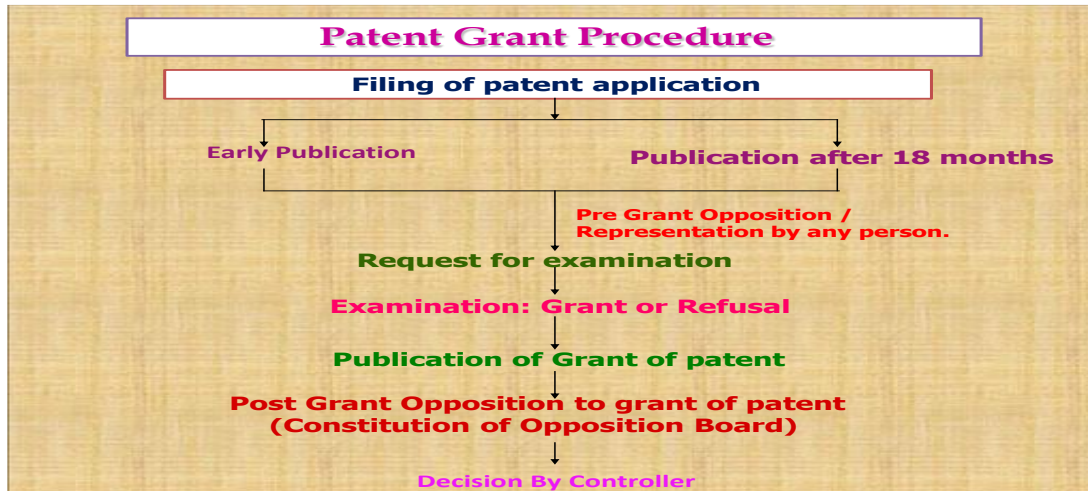 Patent Grant Procedure
Filing of patent application
Early Publication
Publication after 18 months
Pre Grant Opposition /
Representation by any person.
Request for examination
Examination: Grant or Refusal
Publication of Grant of patent
Post Grant Opposition to grant of patent
(Constitution of Opposition Board)
Decision By Controller